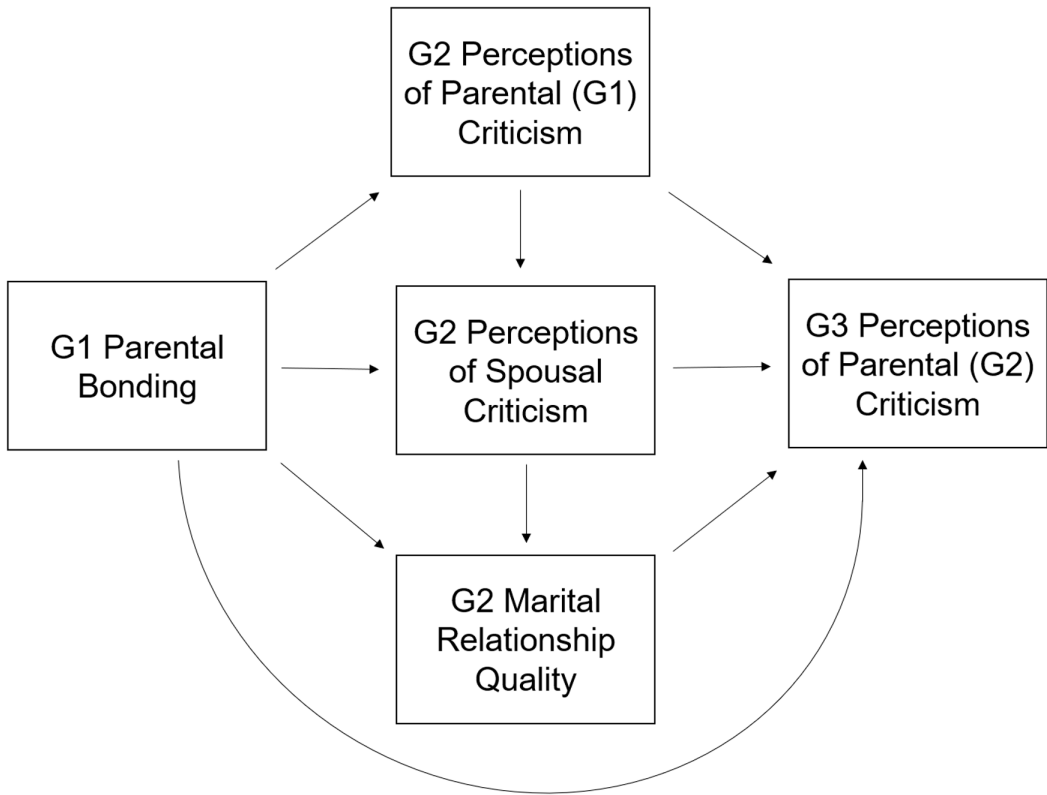 G2 Perceptions
of Parental (G1)
Criticism
G1 Parental
Bonding
G2 Perceptions
of Spousal
Criticism
G3 Perceptions
of Parental (G2)
Criticism
G2 Marital
Relationship
Quality